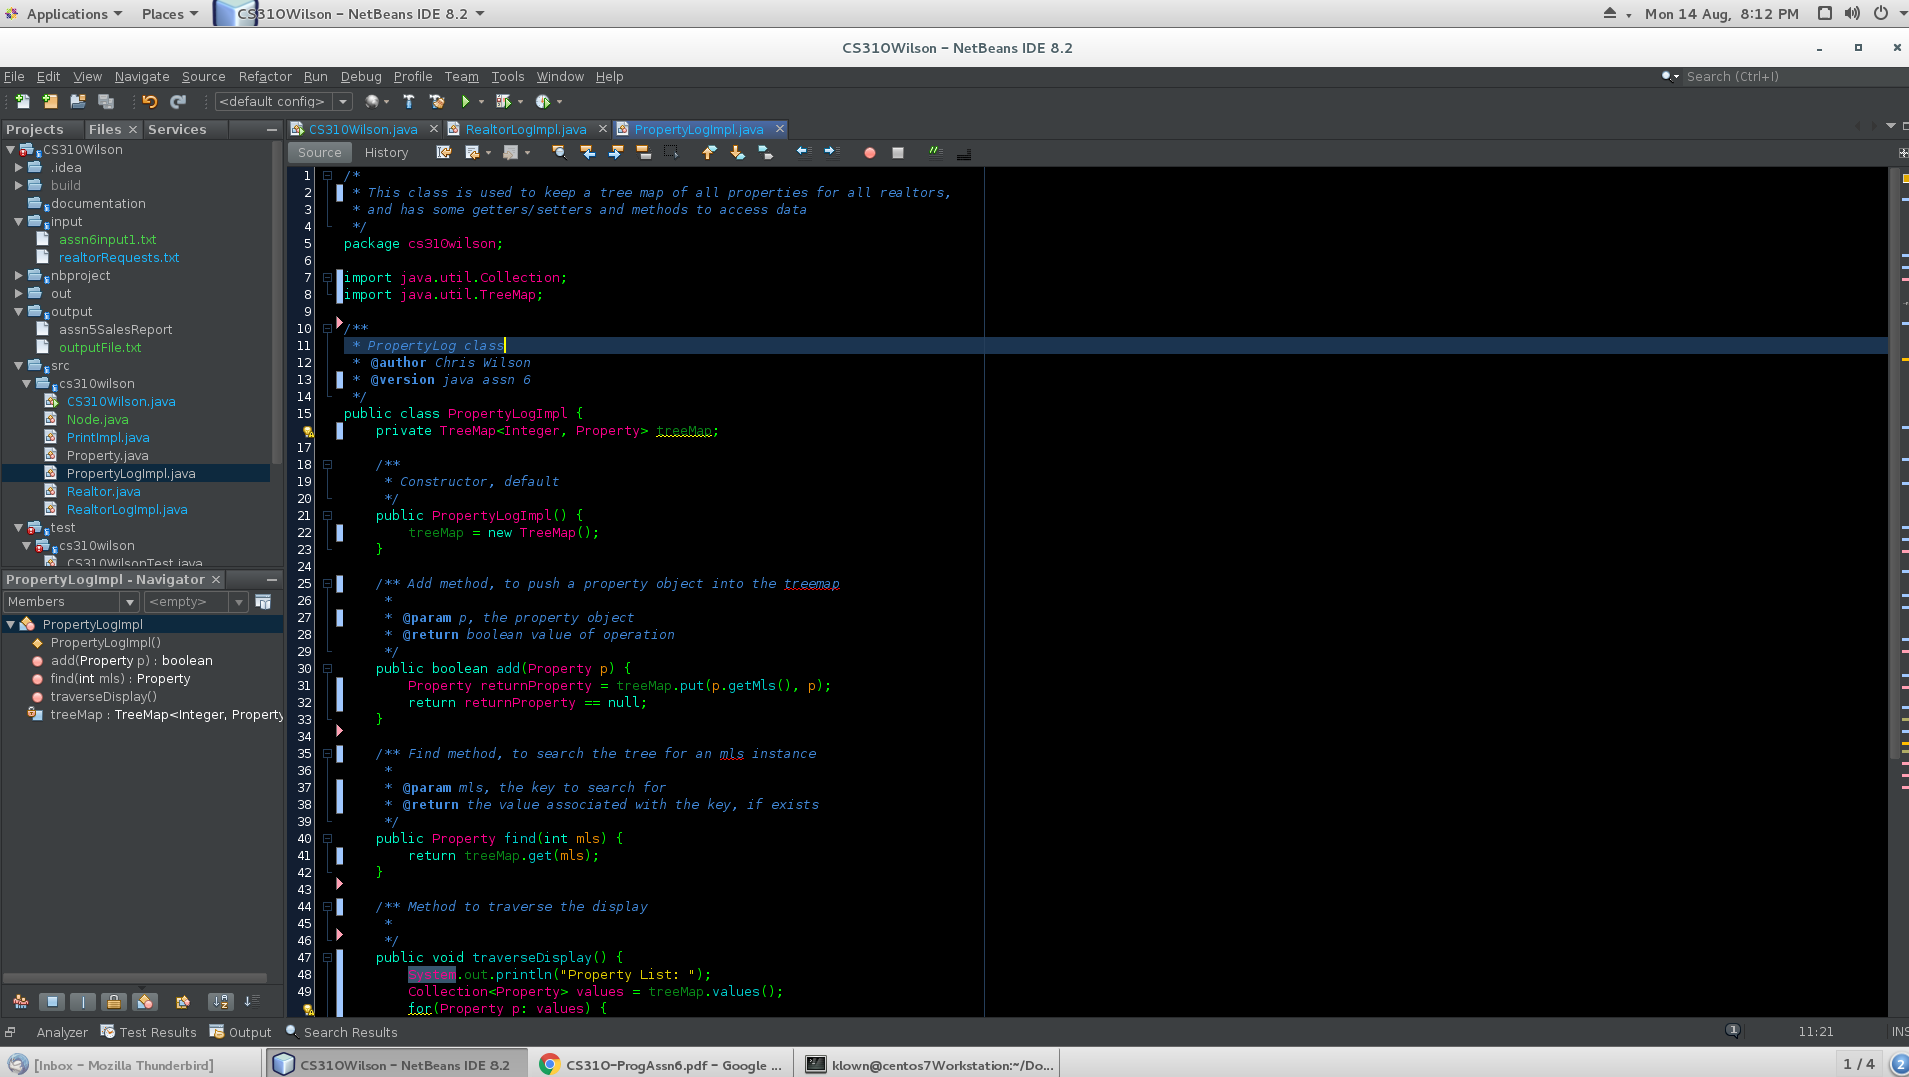 Applications Places CS310Wilson – NetBeans IDE 8.2 Mon 14 Aug, 8:12 PM
CS310Wilson – NetBeans IDE 8.2
File Edit View Navigate Source Refactor Run Debug Profile Team Tools Window Help Search (Ctrl+I)
<default config>
Projects Files Services
CS310Wilson
.idea
build
documentation
input
assn6input1.txt
realtorRequests.txt
nbproject
out
output
assn5SalesReport
outputFile.txt
src
cs310wilson
CS310Wilson.java
Node.java
PrintImpl.java
Property.java
PropertyLogImpl.java
Realtor.java
RealtorLogImpl.java
test
cs310wilson
CS310WilsonTest.java
PropertyLogImpl - Navigator
Members <empty>
PropertyLogImpl
PropertyLogImpl()
add(Property p) : boolean
find(int mls) : Property
traverseDisplay()
treeMap : TreeMap<Integer, Property
CS310Wilson.java RealtorLogImpl.java PropertyLogImpl.java
Source History
1 /*
2 * This class is used to keep a tree map of all properties for all realtors,
3 * and has some getters/setters and methods to access data
4 */
5 package cs310wilson;
6
7 import java.util.Collection;
8 import java.util.TreeMap;
9
10 /**
11 * PropertyLog class
12 * @author Chris Wilson
13 * @version java assn 6
14 */
15 public class PropertyLogImpl {
private TreeMap<Integer, Property> treeMap;
17
18 /**
19 * Constructor, default
20 */
21 public PropertyLogImpl() {
22 treeMap = new TreeMap();
23 }
24
25 /** Add method, to push a property object into the treemap
26 *
27 * @param p, the property object
28 * @return boolean value of operation
29 */
30 public boolean add(Property p) {
31 Property returnProperty = treeMap.put(p.getMls(), p);
32 return returnProperty == null;
33 }
34
35 /** Find method, to search the tree for an mls instance
36 *
37 * @param mls, the key to search for
38 * @return the value associated with the key, if exists
39 */
40 public Property find(int mls) {
41 return treeMap.get(mls);
42 }
43
44 /** Method to traverse the display
45 *
46 */
47 public void traverseDisplay() {
48 System.out.println("Property List: ");
49 Collection<Property> values = treeMap.values();
for(Property p: values) {
Analyzer Test Results Output Search Results 1 11:21 INS
[Inbox – Mozilla Thunderbird] CS310Wilson – NetBeans IDE 8.2 CS310-ProgAssn6.pdf – Google ... klown@centos7Workstation:~/Do... 1 / 4 2